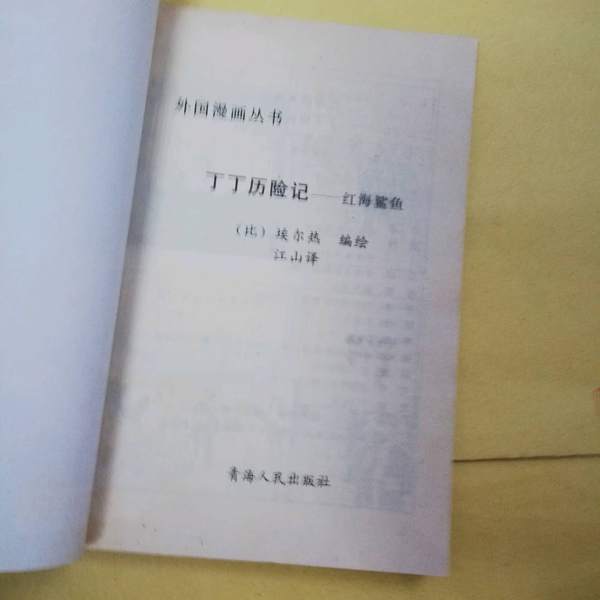 外国漫画丛书
丁丁历险记——红海鲨鱼
(比)埃尔热 编绘
江山译
青海人民出版社